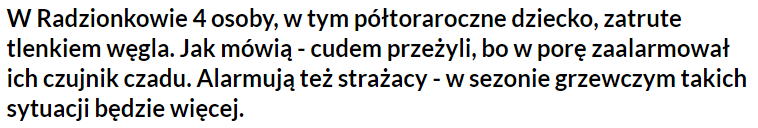 W Radzionkowie 4 osoby, w tym półtoraroczne dziecko, zatrute
tlenkiem węgla. Jak mówią - cudem przeżyli, bo w porę zaalarmował
ich czujnik czadu. Alarmują też strażacy - w sezonie grzewczym takich
sytuacji będzie więcej.